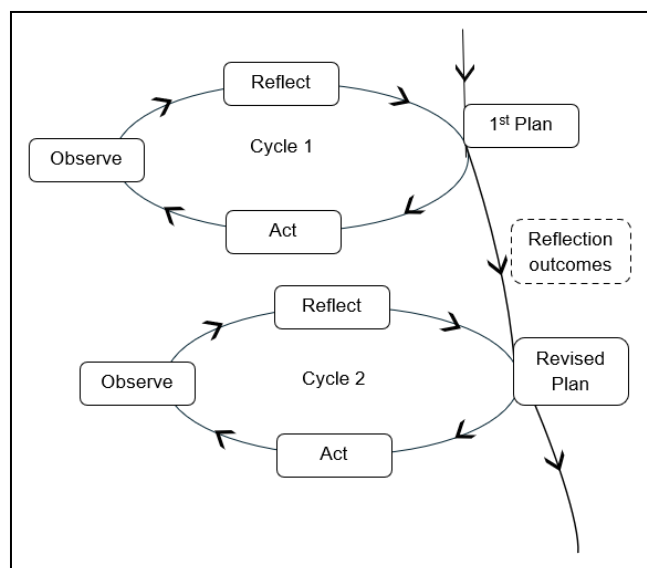 Reflect
1st Plan
Cycle 1
Observe
Act
Reflection
outcomes
Reflect
Revised
Plan
Cycle 2
Observe
Act